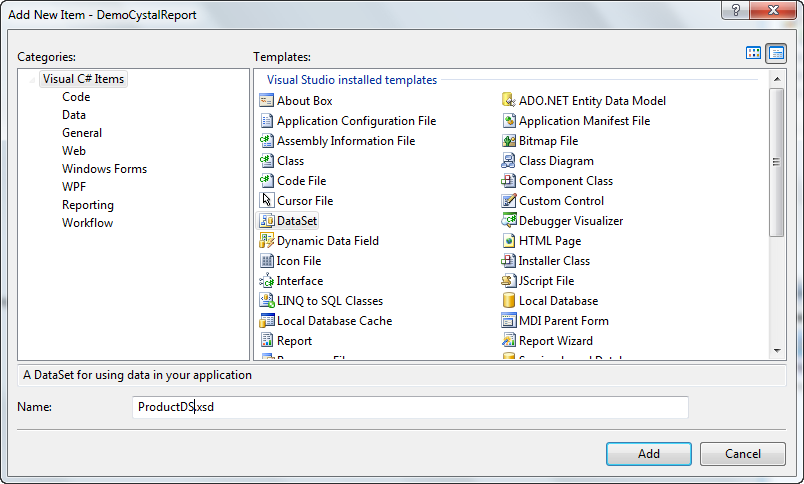 Add New Item - DemoCystalReport
Categories:
Templates:
Visual C# Items
Code
Data
General
Web
Windows Forms
WPF
Reporting
Workflow
Visual Studio installed templates
About Box
ADO.NET Entity Data Model
Application Configuration File
Application Manifest File
Assembly Information File
Bitmap File
Class
Class Diagram
Code File
Component Class
Cursor File
Custom Control
DataSet
Debugger Visualizer
Dynamic Data Field
HTML Page
Icon File
Installer Class
Interface
JScript File
LINQ to SQL Classes
Local Database
Local Database Cache
MDI Parent Form
Report
Report Wizard
A DataSet for using data in your application
Name:
ProductDS.xsd
Add
Cancel